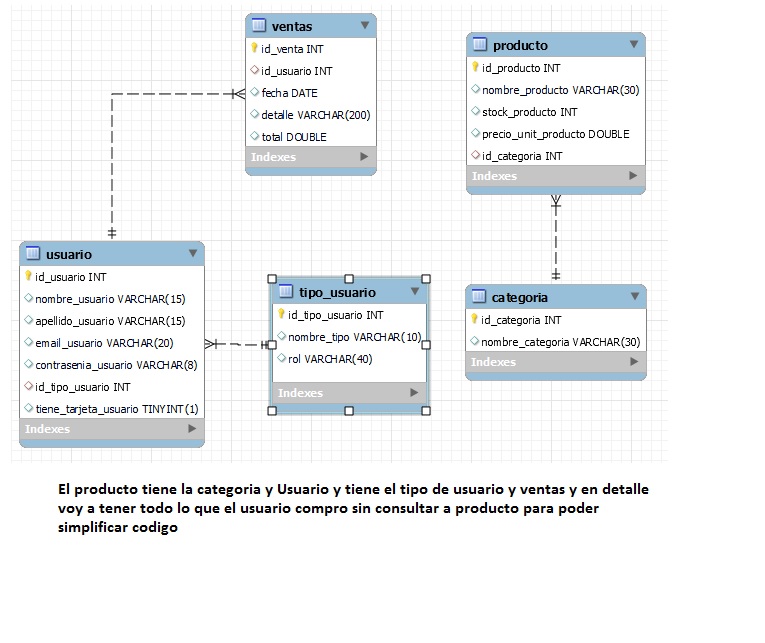 ventas
id_venta INT
id_usuario INT
fecha DATE
detalle VARCHAR(200)
total DOUBLE
Indexes
producto
id_producto INT
nombre_producto VARCHAR(30)
stock_producto INT
precio_unit_producto DOUBLE
id_categoria INT
Indexes
usuario
id_usuario INT
nombre_usuario VARCHAR(15)
apellido_usuario VARCHAR(15)
email_usuario VARCHAR(20)
contrasenia_usuario VARCHAR(8)
id_tipo_usuario INT
tiene_tarjeta_usuario TINYINT(1)
Indexes
tipo_usuario
id_tipo_usuario INT
nombre_tipo VARCHAR(10)
rol VARCHAR(40)
Indexes
categoria
id_categoria INT
nombre_categoria VARCHAR(30)
Indexes
El producto tiene la categoria y Usuario y tiene el tipo de usuario y ventas y en detalle
voy a tener todo lo que el usuario compro sin consultar a producto para poder
simplificar codigo